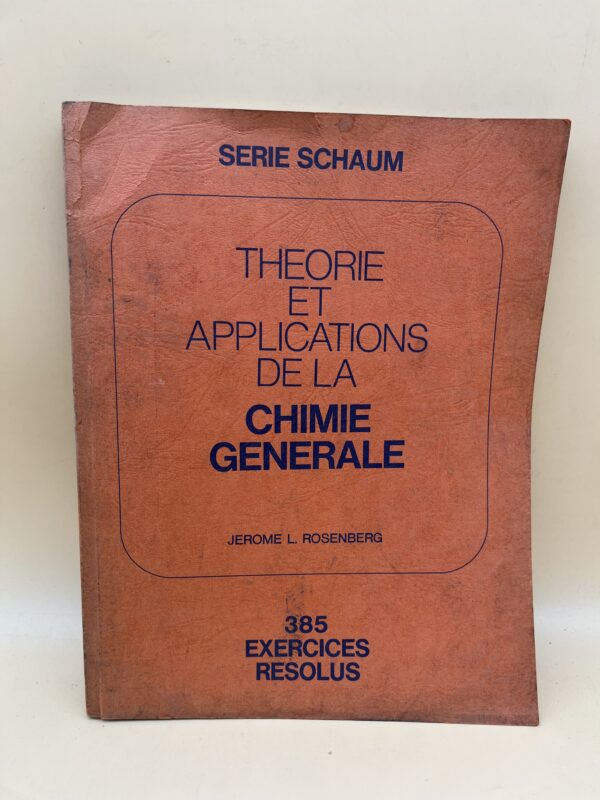 SERIE SCHAUM
THEORIE
ET
APPLICATIONS
DE LA
CHIMIE
GENERALE
JEROME L. ROSENBERG
385
EXERCICES
RESOLUS